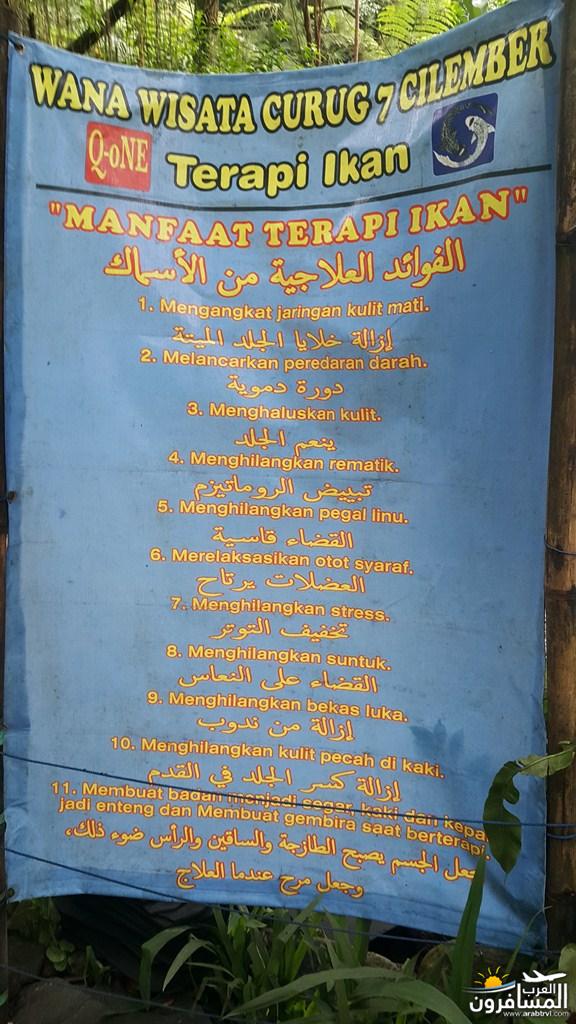 WANA WISATA CURUG 7 CILEMBER
Q-oNE
Terapi Ikan
"MANFAAT TERAPI IKAN"
الفوائد العلاجية من الأسماك
1. Mengangkat jaringan kulit mati.
إزالة خلايا الجلد الميتة
2. Melancarkan peredaran darah.
دورة دموية
3. Menghaluskan kulit.
ينعم الجلد
4. Menghilangkan rematik.
تبييض الروماتيزم
5. Menghilangkan pegal linu.
القضاء قاسية
6. Merelaksasikan otot syaraf.
العضلات يرتاح
7. Menghilangkan stress.
تخفيف التوتر
8. Menghilangkan suntuk.
القضاء على النعاس
9. Menghilangkan bekas luka.
إزالة من ندوب
10. Menghilangkan kulit pecah di kaki.
إزالة كسر الجلد في القدم
11. Membuat badan menjadi segar, kaki dan kepa
jadi enteng dan Membuat gembira saat berterapi.
جعل الجسم يصبح الطازجة والساقين والرأس ضوء ذلك،
وجعل مرح عندما العلاج
العرب
المسافرون
www.arabtrvl.com